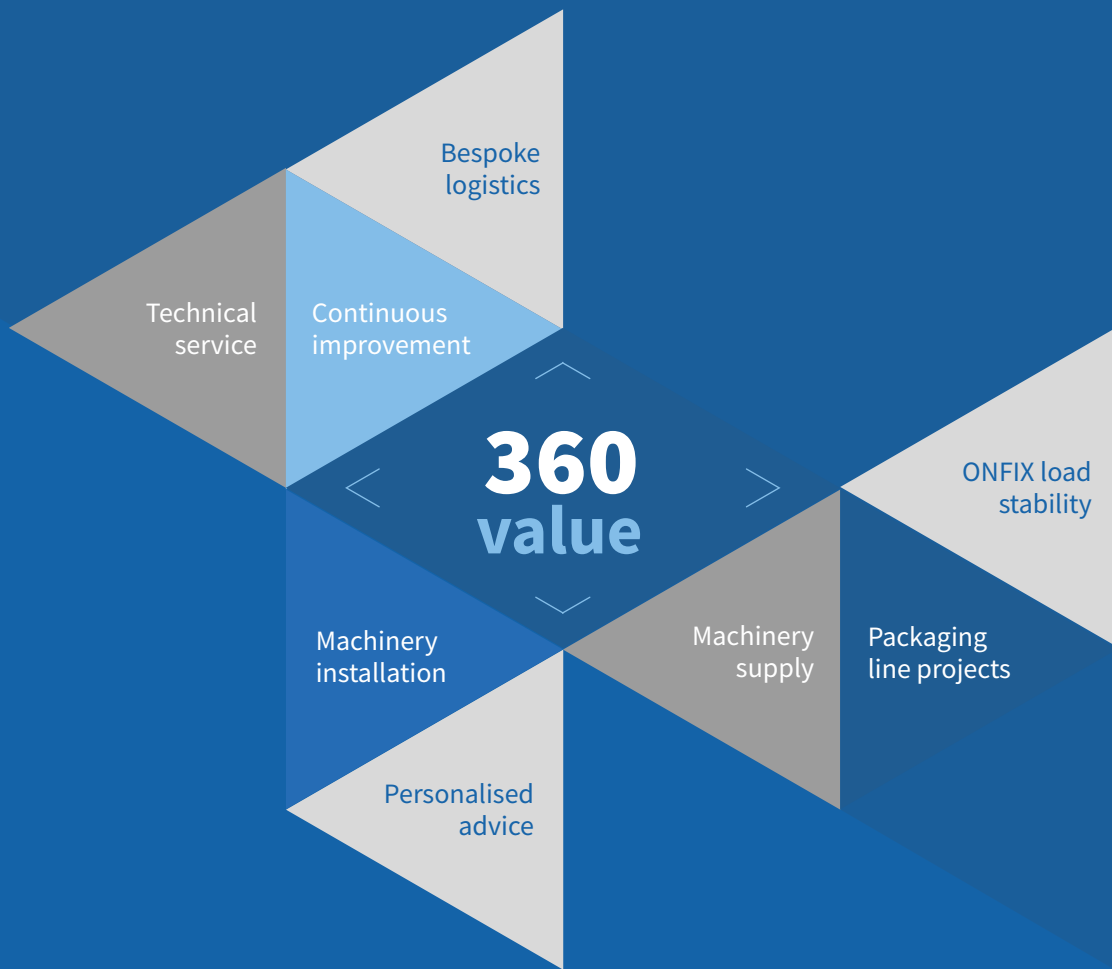 Bespoke
logistics
Technical
service
Continuous
improvement
360
value
ONFIX load
stability
Machinery
installation
Machinery
supply
Packaging
line projects
Personalised
advice